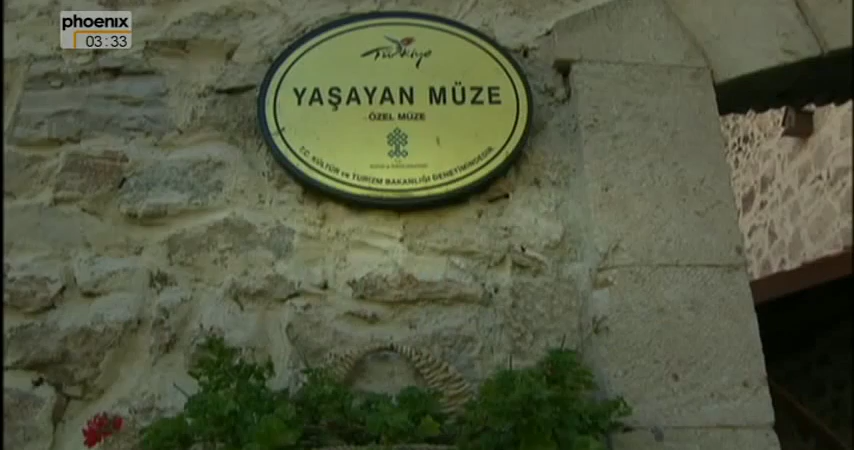 phoenix
03:33
Türkiye
YAŞAYAN MÜZE
ÖZEL MÜZE
T.C. KÜLTÜR ve TURİZM BAKANLIĞI DENETİMİNDEDİR.